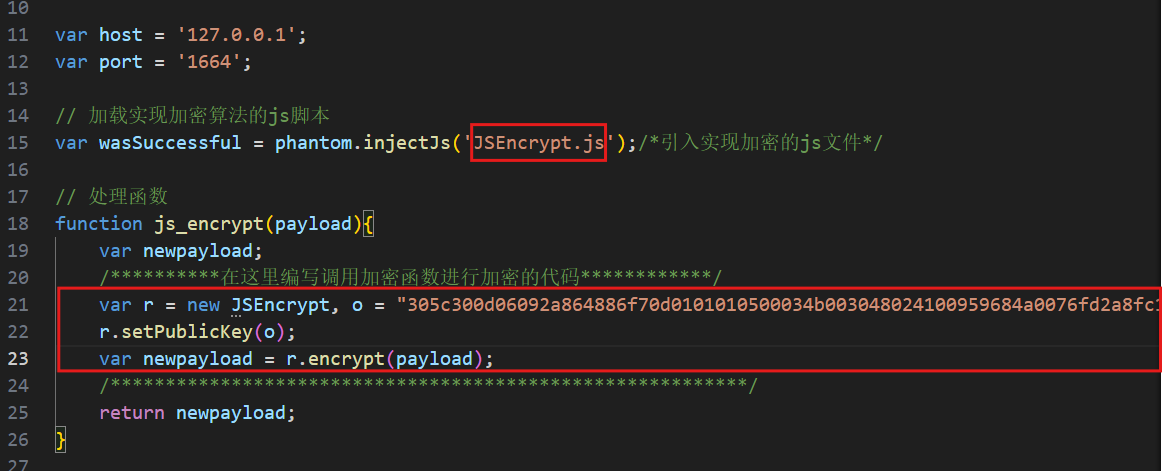 10
11 var host = '127.0.0.1';
12 var port = '1664';
13
14 // 加载实现加密算法的js脚本
15 var wasSuccessful = phantom.injectJs('JSEncrypt.js');/*引入实现加密的js文件*/
16
17 // 处理函数
18 function js_encrypt(payload){
19 var newpayload;
20 /**********在这里编写调用加密函数进行加密的代码************/
21 var r = new JSEncrypt, o = "305c300d06092a864886f70d0101010500034b003048024100959684a0076fd2a8fc1
22 r.setPublicKey(o);
23 var newpayload = r.encrypt(payload);
24 /**********************************************************/
25 return newpayload;
26 }
27